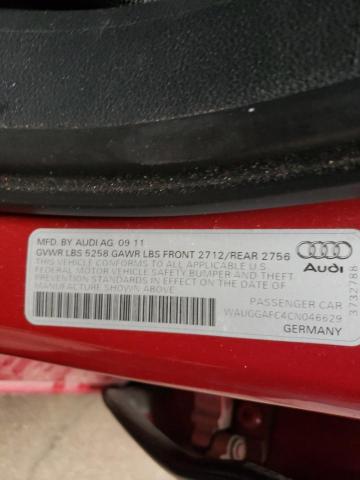 MFD. BY AUDI AG 09 11
GVWR LBS 5258 GAWR LBS FRONT 2712/REAR 2756
THIS VEHICLE CONFORMS TO ALL APPLICABLE U.S.
FEDERAL MOTOR VEHICLE SAFETY, BUMPER AND THEFT
PREVENTION STANDARDS IN EFFECT ON THE DATE OF
MANUFACTURE SHOWN ABOVE.
Audi
PASSENGER CAR
WAUGGAFC4CN046629
GERMANY
3732788